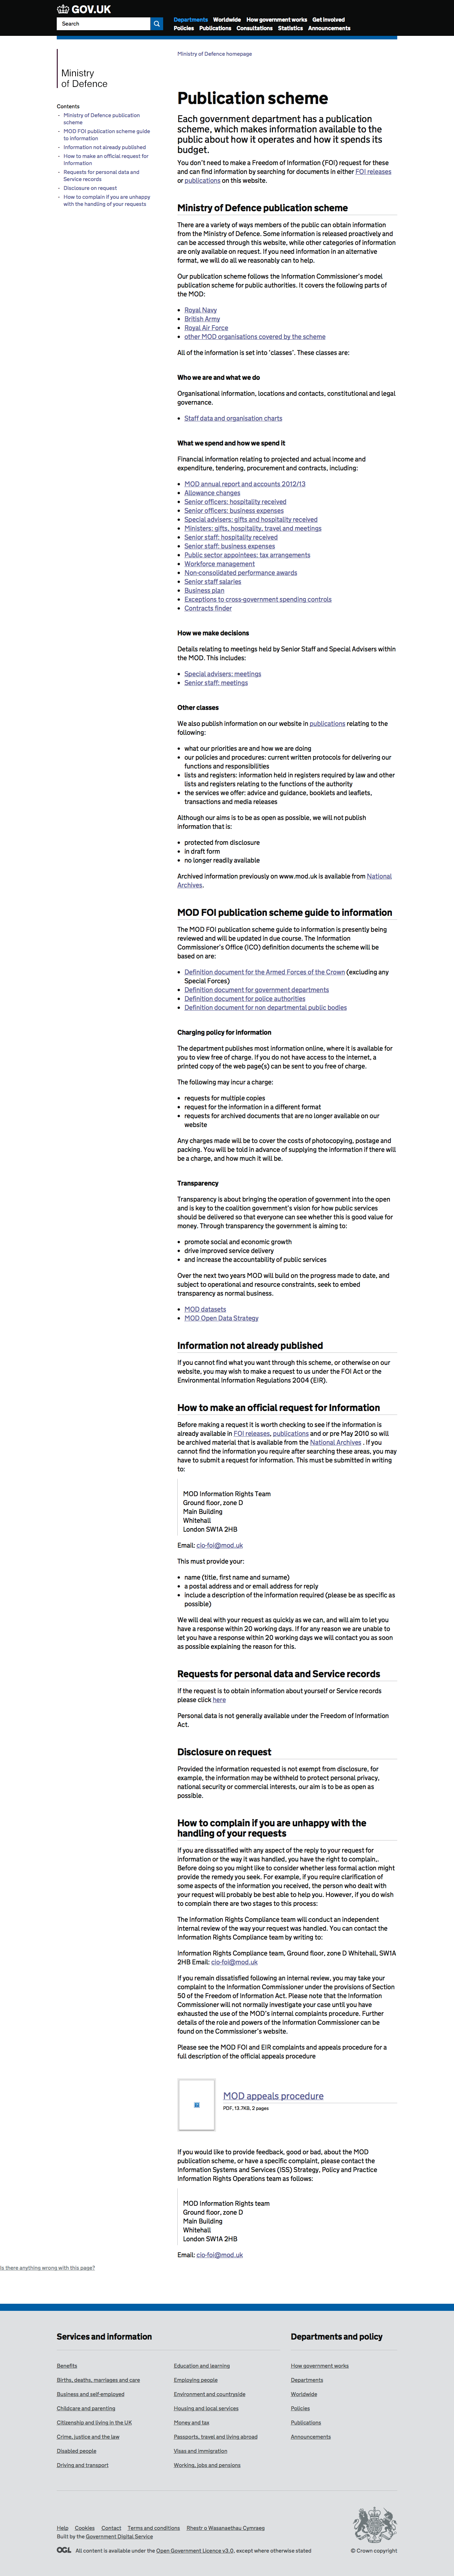 GOV.UK
Search
Departments Worldwide How government works Get involved
Policies Publications Consultations Statistics Announcements
Ministry of Defence homepage
Ministry
of Defence
Contents
- Ministry of Defence publication
scheme
- MOD FOI publication scheme guide
to information
- Information not already published
- How to make an official request for
Information
- Requests for personal data and
Service records
- Disclosure on request
- How to complain if you are unhappy
with the handling of your requests
Publication scheme
Each government department has a publication
scheme, which makes information available to the
public about how it operates and how it spends its
budget.
You don't need to make a Freedom of Information (FOI) request for these
and can find information by searching for documents in either FOI releases
or publications on this website.
Ministry of Defence publication scheme
There are a variety of ways members of the public can obtain information
from the Ministry of Defence. Some information is released proactively and
can be accessed through this website, while other categories of information
are only available on request. If you need information in an alternative
format, we will do all we reasonably can to help.
Our publication scheme follows the Information Commissioner's model
publication scheme for public authorities. It covers the following parts of
the MOD:
• Royal Navy
• British Army
• Royal Air Force
• other MOD organisations covered by the scheme
All of the information is set into 'classes'. These classes are:
Who we are and what we do
Organisational information, locations and contacts, constitutional and legal
governance.
• Staff data and organisation charts
What we spend and how we spend it
Financial information relating to projected and actual income and
expenditure, tendering, procurement and contracts, including:
• MOD annual report and accounts 2012/13
• Allowance changes
• Senior officers: hospitality received
• Senior officers: business expenses
• Special advisers: gifts and hospitality received
• Ministers: gifts, hospitality, travel and meetings
• Senior staff: hospitality received
• Senior staff: business expenses
• Public sector appointees: tax arrangements
• Workforce management
• Non-consolidated performance awards
• Senior staff salaries
• Business plan
• Exceptions to cross-government spending controls
• Contracts finder
How we make decisions
Details relating to meetings held by Senior Staff and Special Advisers within
the MOD. This includes:
• Special advisers: meetings
• Senior staff: meetings
Other classes
We also publish information on our website in publications relating to the
following:
• what our priorities are and how we are doing
• our policies and procedures: current written protocols for delivering our
functions and responsibilities
• lists and registers: information held in registers required by law and other
lists and registers relating to the functions of the authority
• the services we offer: advice and guidance, booklets and leaflets,
transactions and media releases
Although our aims is to be as open as possible, we will not publish
information that is:
• protected from disclosure
• in draft form
• no longer readily available
Archived information previously on www.mod.uk is available from National
Archives.
MOD FOI publication scheme guide to information
The MOD FOI publication scheme guide to information is presently being
reviewed and will be updated in due course. The Information
Commissioner's Office (ICO) definition documents the scheme will be
based on are:
• Definition document for the Armed Forces of the Crown (excluding any
Special Forces)
• Definition document for government departments
• Definition document for police authorities
• Definition document for non departmental public bodies
Charging policy for information
The department publishes most information online, where it is available for
you to view free of charge. If you do not have access to the internet, a
printed copy of the web page(s) can be sent to you free of charge.
The following may incur a charge:
• requests for multiple copies
• request for the information in a different format
• requests for archived documents that are no longer available on our
website
Any charges made will be to cover the costs of photocopying, postage and
packing. You will be told in advance of supplying the information if there will
be a charge, and how much it will be.
Transparency
Transparency is about bringing the operation of government into the open
and is key to the coalition government's vision for how public services
should be delivered so that everyone can see whether this is good value for
money. Through transparency the government is aiming to:
• promote social and economic growth
• drive improved service delivery
• and increase the accountability of public services
Over the next two years MOD will build on the progress made to date, and
subject to operational and resource constraints, seek to embed
transparency as normal business.
• MOD datasets
• MOD Open Data Strategy
Information not already published
If you cannot find what you want through this scheme, or otherwise on our
website, you may wish to make a request to us under the FOI Act or the
Environmental Information Regulations 2004 (EIR).
How to make an official request for Information
Before making a request it is worth checking to see if the information is
already available in FOI releases, publications and or pre May 2010 so will
be archived material that is available from the National Archives . If you
cannot find the information you require after searching these areas, you may
have to submit a request for information. This must be submitted in writing
to:
MOD Information Rights Team
Ground floor, zone D
Main Building
Whitehall
London SW1A 2HB
Email: cio-foi@mod.uk
This must provide your:
• name (title, first name and surname)
• a postal address and or email address for reply
• include a description of the information required (please be as specific as
possible)
We will deal with your request as quickly as we can, and will aim to let you
have a response within 20 working days. If for any reason we are unable to
let you have a response within 20 working days we will contact you as soon
as possible explaining the reason for this.
Requests for personal data and Service records
If the request is to obtain information about yourself or Service records
please click here
Personal data is not generally available under the Freedom of Information
Act.
Disclosure on request
Provided the information requested is not exempt from disclosure, for
example, the information may be withheld to protect personal privacy,
national security or commercial interests, our aim is to be as open as
possible.
How to complain if you are unhappy with the
handling of your requests
If you are disssatified with any aspect of the reply to your request for
information or the way it was handled, you have the right to complain,.
Before doing so you might like to consider whether less formal action might
provide the remedy you seek. For example, if you require clarification of
some aspects of the information you received, the person who dealt with
your request will probably be best able to help you. However, if you do wish
to complain there are two stages to this process:
The Information Rights Compliance team will conduct an independent
internal review of the way your request was handled. You can contact the
Information Rights Compliance team by writing to:
Information Rights Compliance team, Ground floor, zone D Whitehall, SW1A
2HB Email: cio-foi@mod.uk
If you remain dissatisfied following an internal review, you may take your
complaint to the Information Commissioner under the provisions of Section
50 of the Freedom of Information Act. Please note that the Information
Commissioner will not normally investigate your case until you have
exhausted the use of the MOD's internal complaints procedure. Further
details of the role and powers of the Information Commissioner can be
found on the Commissioner's website.
Please see the MOD FOI and EIR complaints and appeals procedure for a
full description of the official appeals procedure
MOD appeals procedure
PDF, 13.7KB, 2 pages
If you would like to provide feedback, good or bad, about the MOD
publication scheme, or have a specific complaint, please contact the
Information Systems and Services (ISS) Strategy, Policy and Practice
Information Rights Operations team as follows:
MOD Information Rights team
Ground floor, zone D
Main Building
Whitehall
London SW1A 2HB
Email: cio-foi@mod.uk
Is there anything wrong with this page?
Services and information
Benefits
Births, deaths, marriages and care
Business and self-employed
Childcare and parenting
Citizenship and living in the UK
Crime, justice and the law
Disabled people
Driving and transport
Education and learning
Employing people
Environment and countryside
Housing and local services
Money and tax
Passports, travel and living abroad
Visas and immigration
Working, jobs and pensions
Departments and policy
How government works
Departments
Worldwide
Policies
Publications
Announcements
Help Cookies Contact Terms and conditions Rhestr o Wasanaethau Cymraeg
Built by the Government Digital Service
OGL All content is available under the Open Government Licence v3.0, except where otherwise stated
© Crown copyright